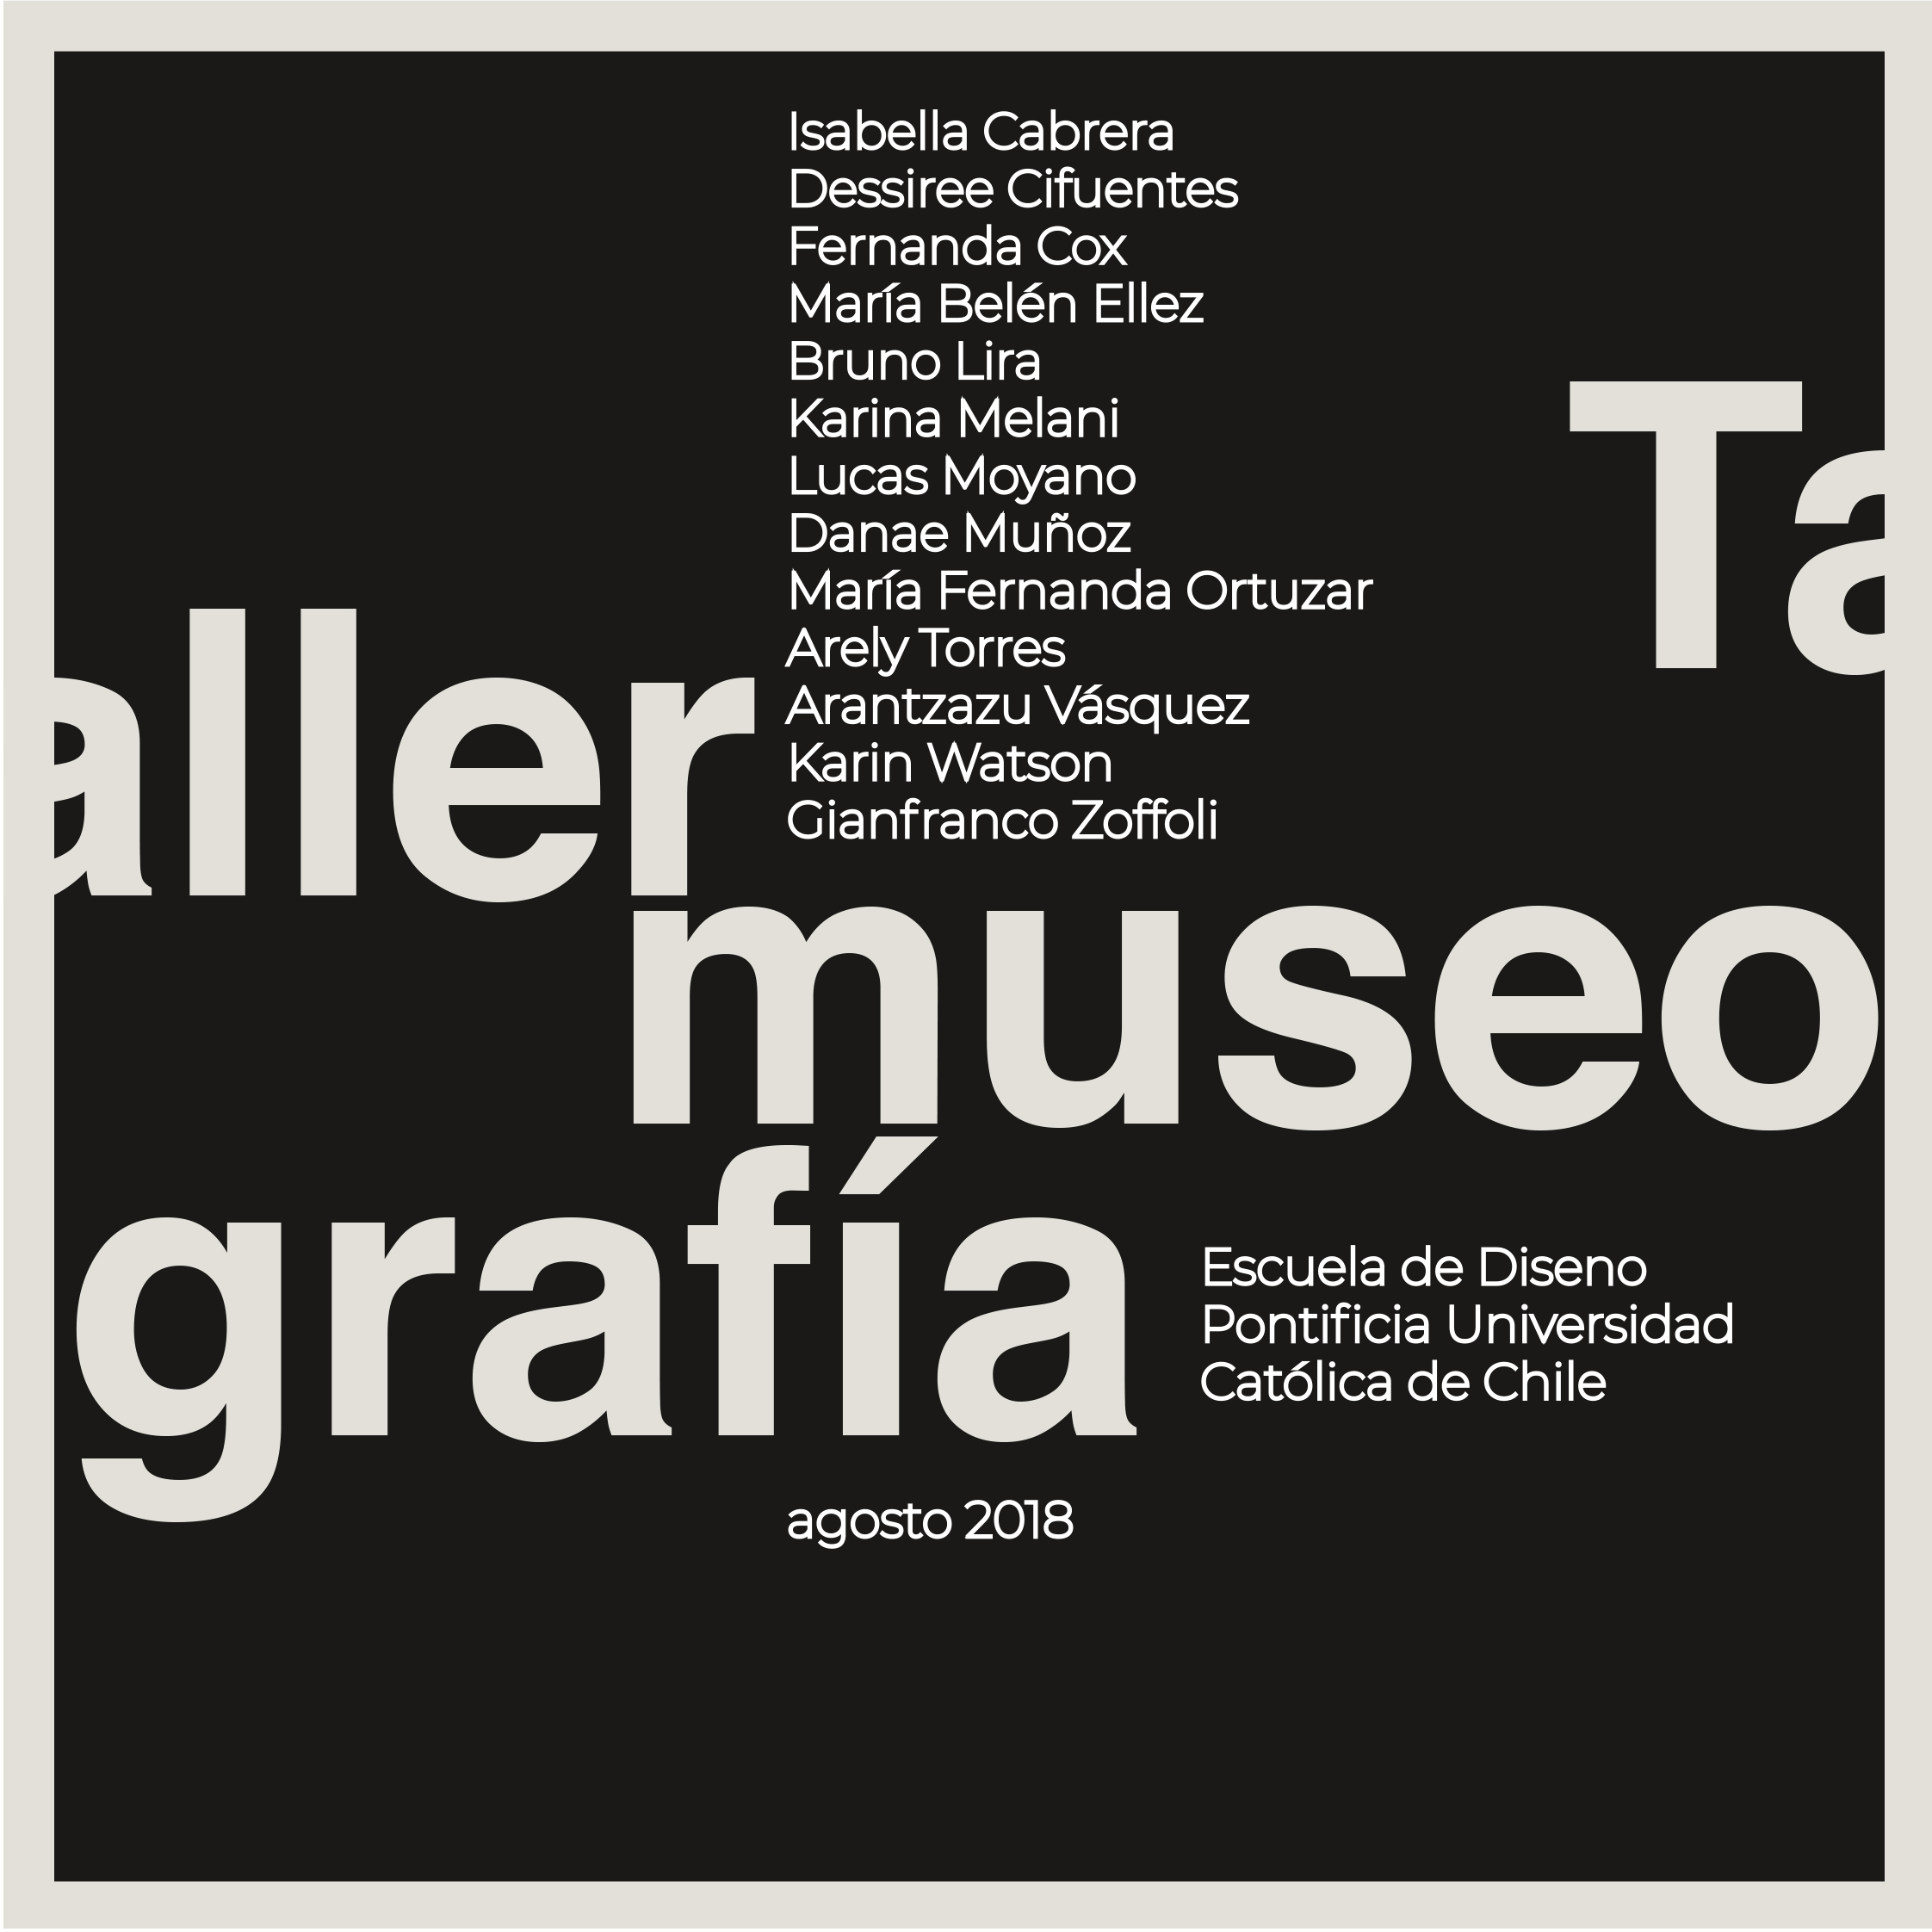 Isabella Cabrera
Dessiree Cifuentes
Fernanda Cox
María Belén Ellez
Bruno Lira
Karina Melani
Lucas Moyano
Danae Muñoz
María Fernanda Ortuzar
Arely Torres
Arantzazu Vásquez
Karin Watson
Gianfranco Zoffoli
Ta
aller
museo
grafía
Escuela de Diseno
Pontificia Universidad
Católica de Chile
agosto 2018